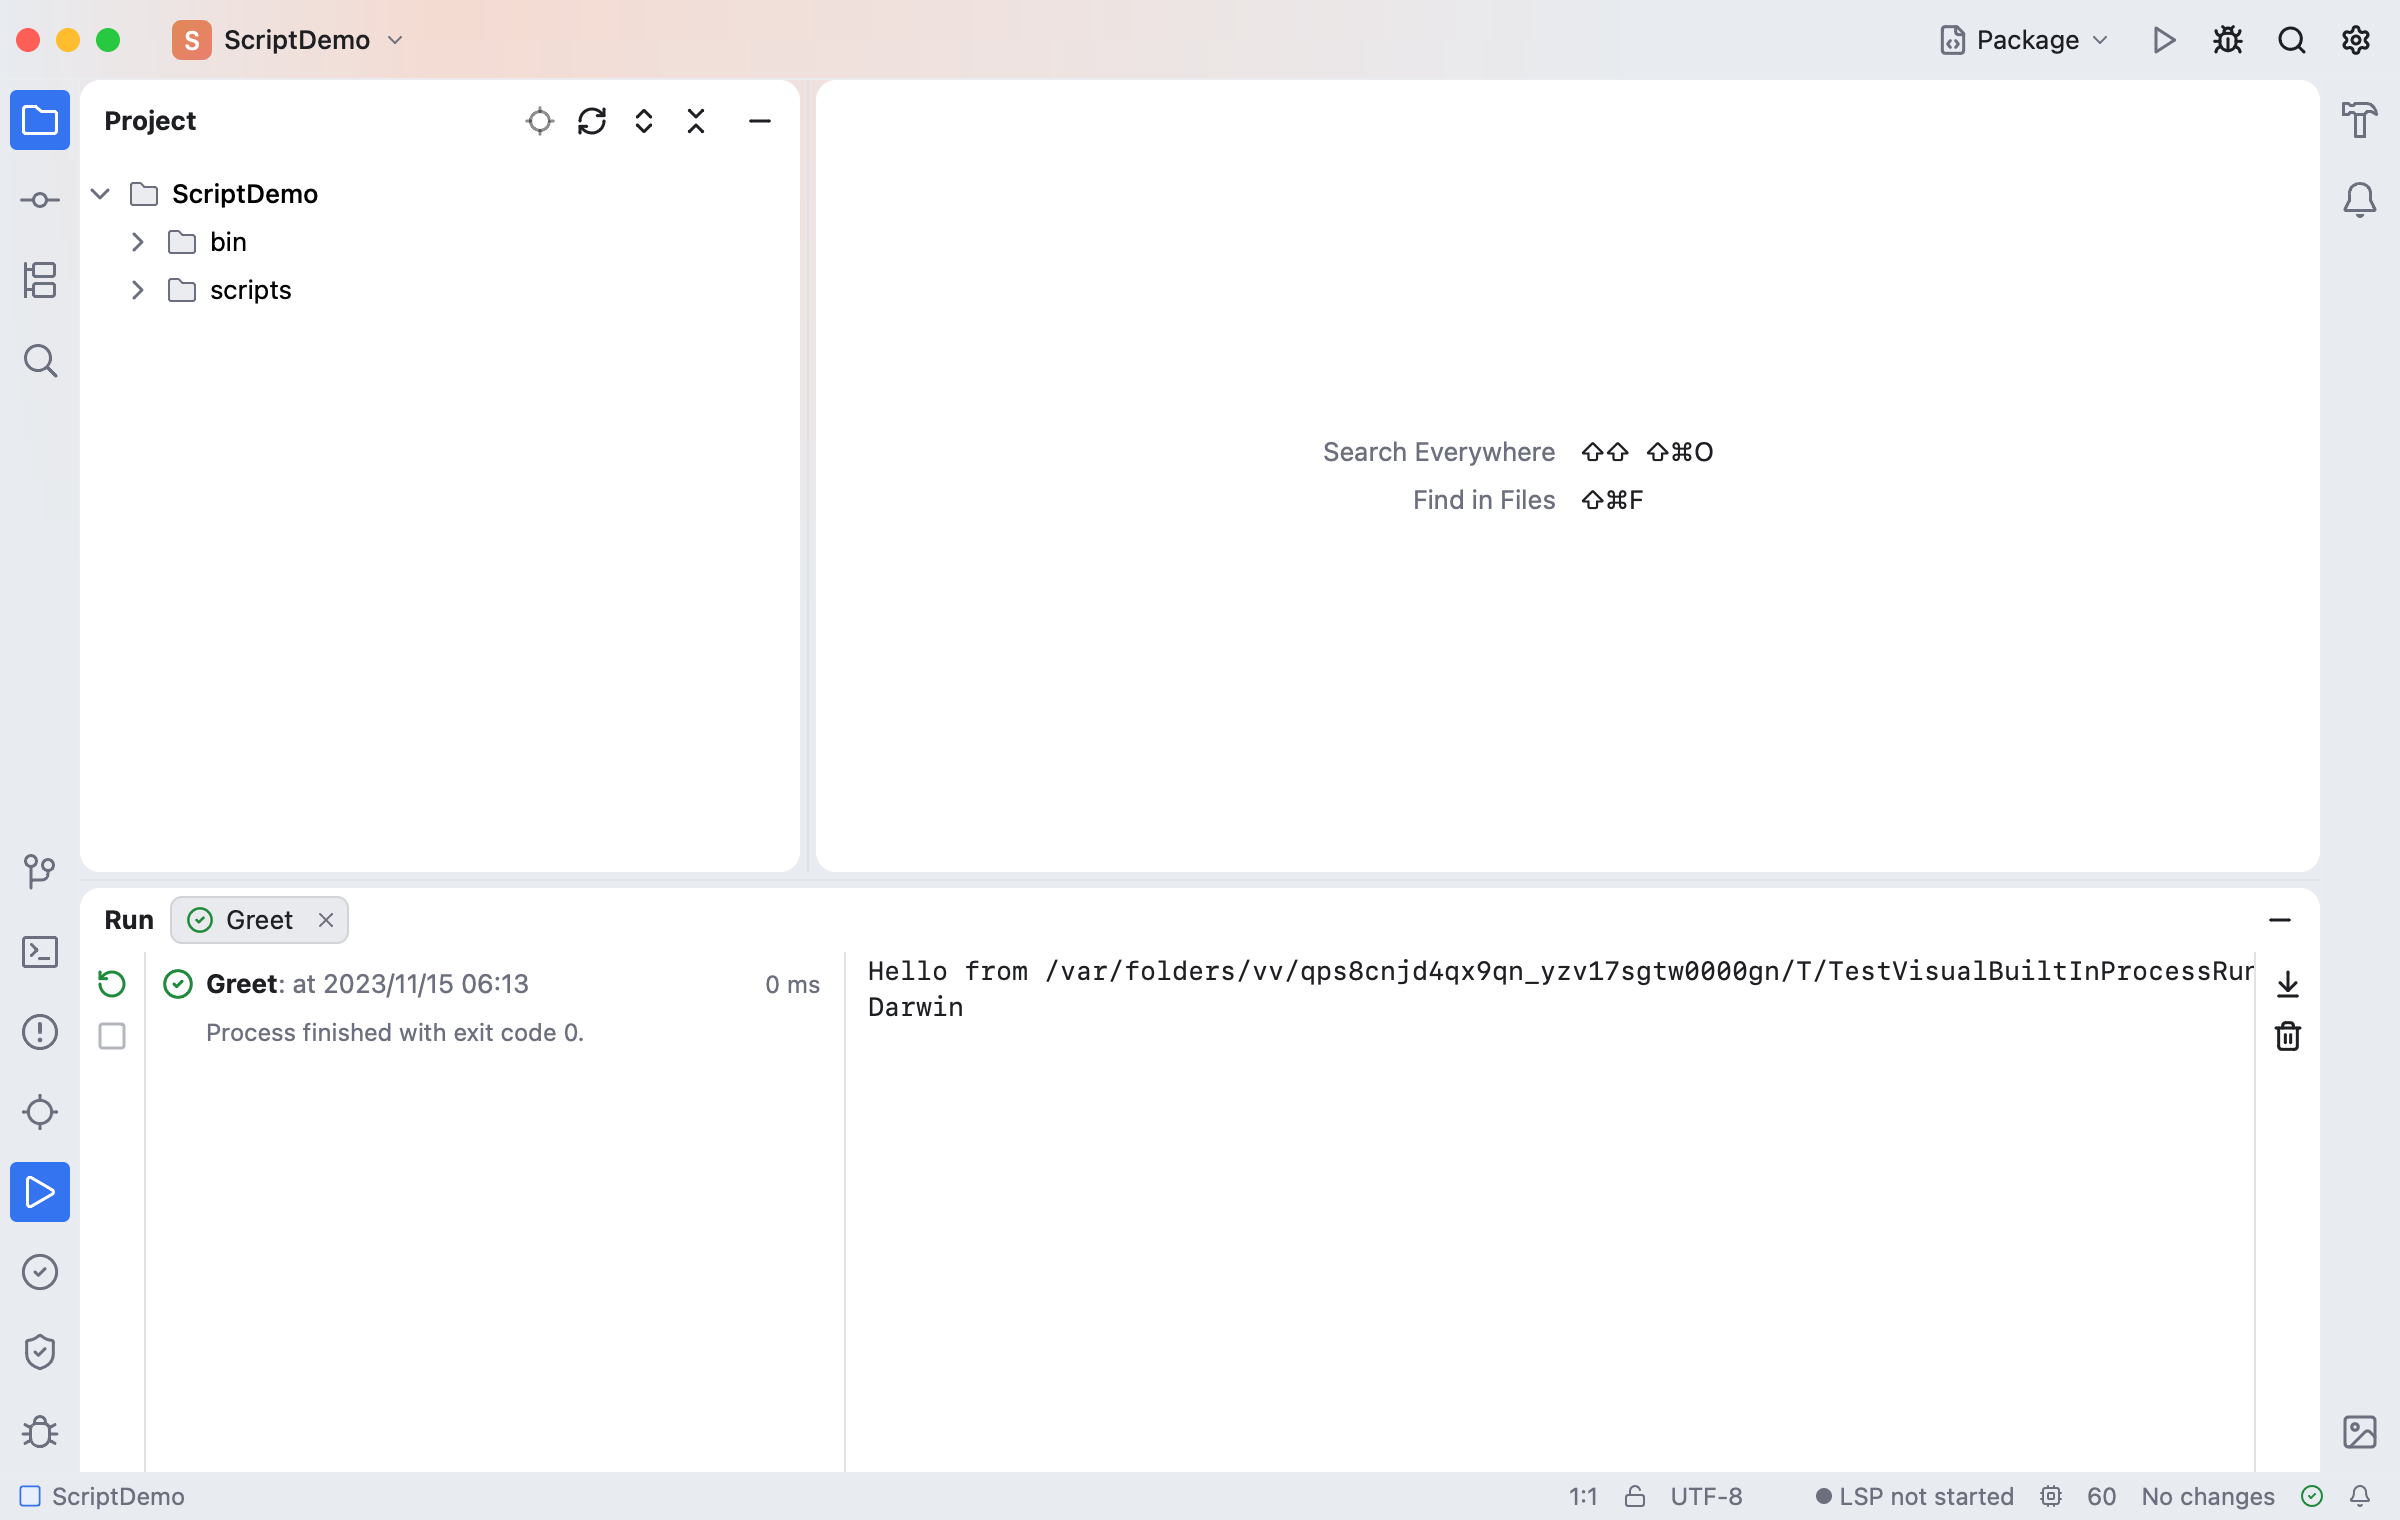 S ScriptDemo
Package
Project
ScriptDemo
bin
scripts
Search Everywhere ⇧⇧ ⇧⌘O
Find in Files ⇧⌘F
Run Greet
Greet: at 2023/11/15 06:13 0 ms
Process finished with exit code 0.
Hello from /var/folders/vv/qps8cnjd4qx9qn_yzv17sgtw0000gn/T/TestVisualBuiltInProcessRur
Darwin
ScriptDemo
1:1 UTF-8 LSP not started 60 No changes